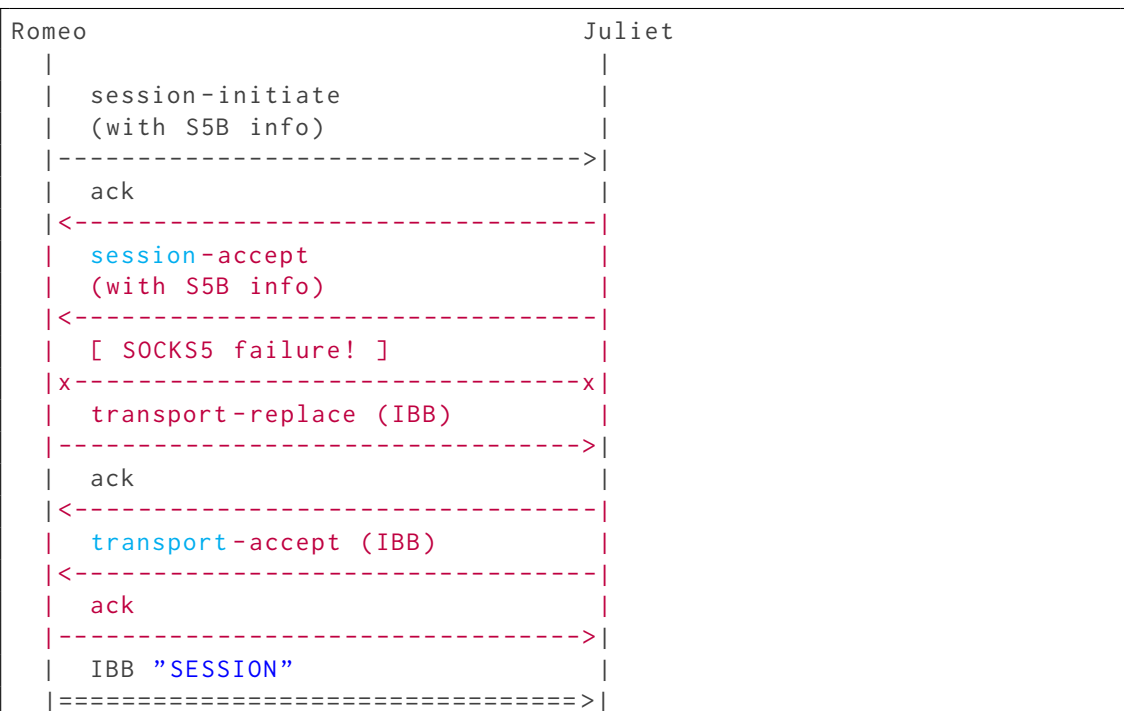 Romeo                               Juliet
  |                                  |
  |  session-initiate                |
  |  (with S5B info)                 |
  |--------------------------------->|
  |  ack                             |
  |<---------------------------------|
  |  session-accept                  |
  |  (with S5B info)                 |
  |<---------------------------------|
  |  [ SOCKS5 failure! ]             |
  |x--------------------------------x|
  |  transport-replace (IBB)         |
  |--------------------------------->|
  |  ack                             |
  |<---------------------------------|
  |  transport-accept (IBB)          |
  |<---------------------------------|
  |  ack                             |
  |--------------------------------->|
  |  IBB ”SESSION”                   |
  |=================================>|